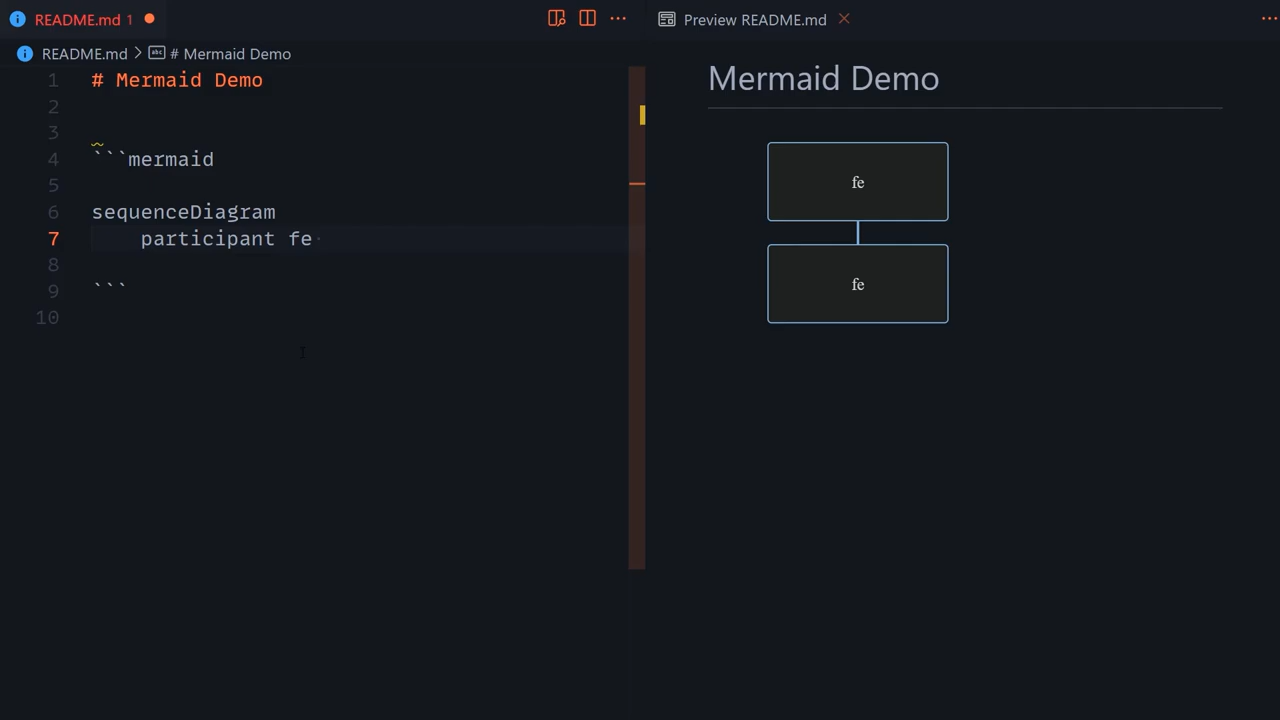 README.md 1
README.md > # Mermaid Demo
1 # Mermaid Demo
2
3
4 ```mermaid
5
6 sequenceDiagram
7     participant fe
8
9 ```
10
Preview README.md
Mermaid Demo
fe
fe